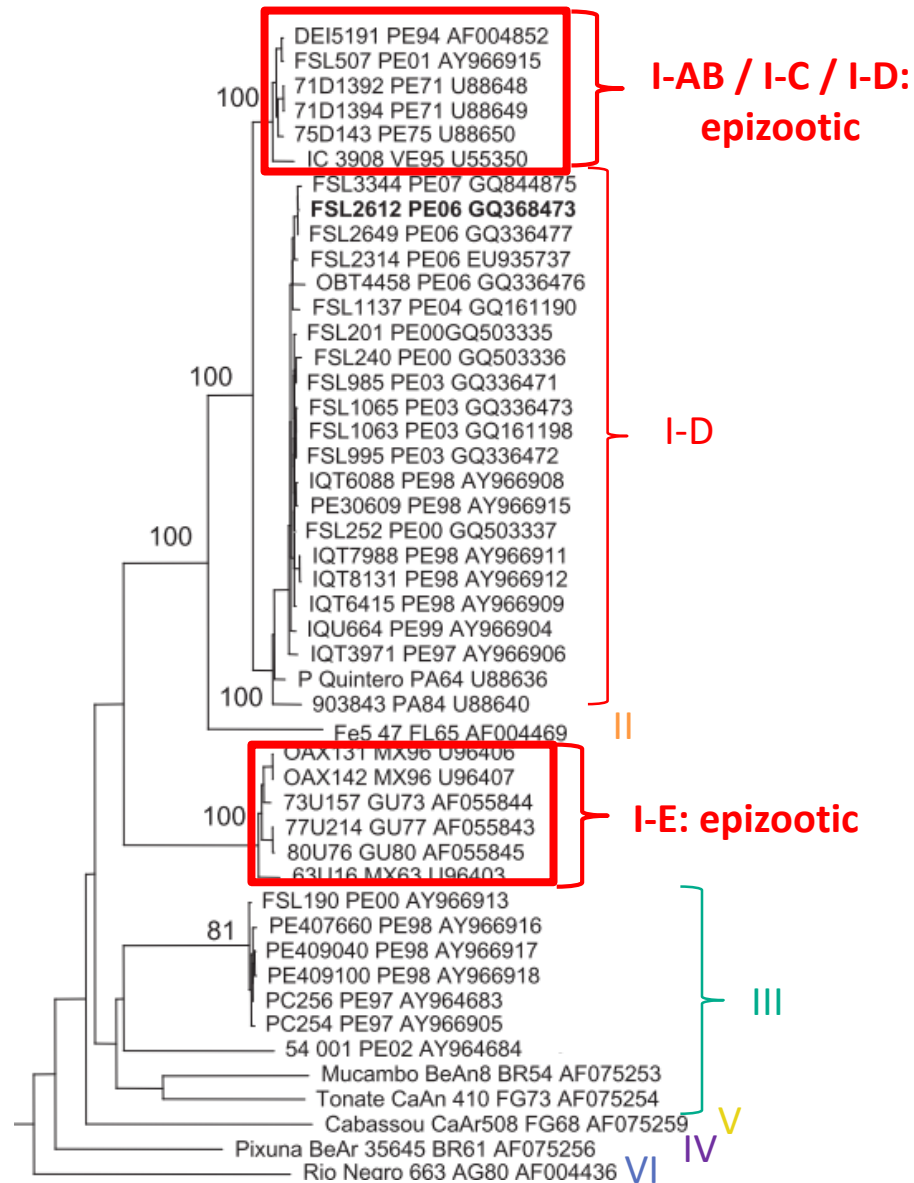 DEI5191 PE94 AF004852
FSL507 PE01 AY966915
71D1392 PE71 U88648
71D1394 PE71 U88649
75D143 PE75 U88650
IC 3908 VE95 U55350
100
I-AB / I-C / I-D:
epizootic
FSL3344 PE07 GQ844875
FSL2612 PE06 GQ368473
FSL2649 PE06 GQ336477
FSL2314 PE06 EU935737
OBT4458 PE06 GQ336476
FSL1137 PE04 GQ161190
FSL201 PE00GQ503335
FSL240 PE00 GQ503336
FSL985 PE03 GQ336471
FSL1065 PE03 GQ336473
FSL1063 PE03 GQ161198
FSL995 PE03 GQ336472
IQT6088 PE98 AY966908
PE30609 PE98 AY966915
FSL252 PE00 GQ503337
IQT7988 PE98 AY966911
IQT8131 PE98 AY966912
IQT6415 PE98 AY966909
IQU664 PE99 AY966904
IQT3971 PE97 AY966906
P Quintero PA64 U88636
903843 PA84 U88640
100
100
100
I-D
Fe5 47 FL65 AF004469
II
OAX131 MX96 U96406
OAX142 MX96 U96407
73U157 GU73 AF055844
77U214 GU77 AF055843
80U76 GU80 AF055845
63U16 MX63 U96403
100
I-E: epizootic
FSL190 PE00 AY966913
PE407660 PE98 AY966916
PE409040 PE98 AY966917
PE409100 PE98 AY966918
PC256 PE97 AY964683
PC254 PE97 AY966905
54 001 PE02 AY964684
Mucambo BeAn8 BR54 AF075253
Tonate CaAn 410 FG73 AF075254
81
III
Cabassou CaAr508 FG68 AF075259
V
Pixuna BeAr 35645 BR61 AF075256
IV
Rio Negro 663 AG80 AF004436
VI